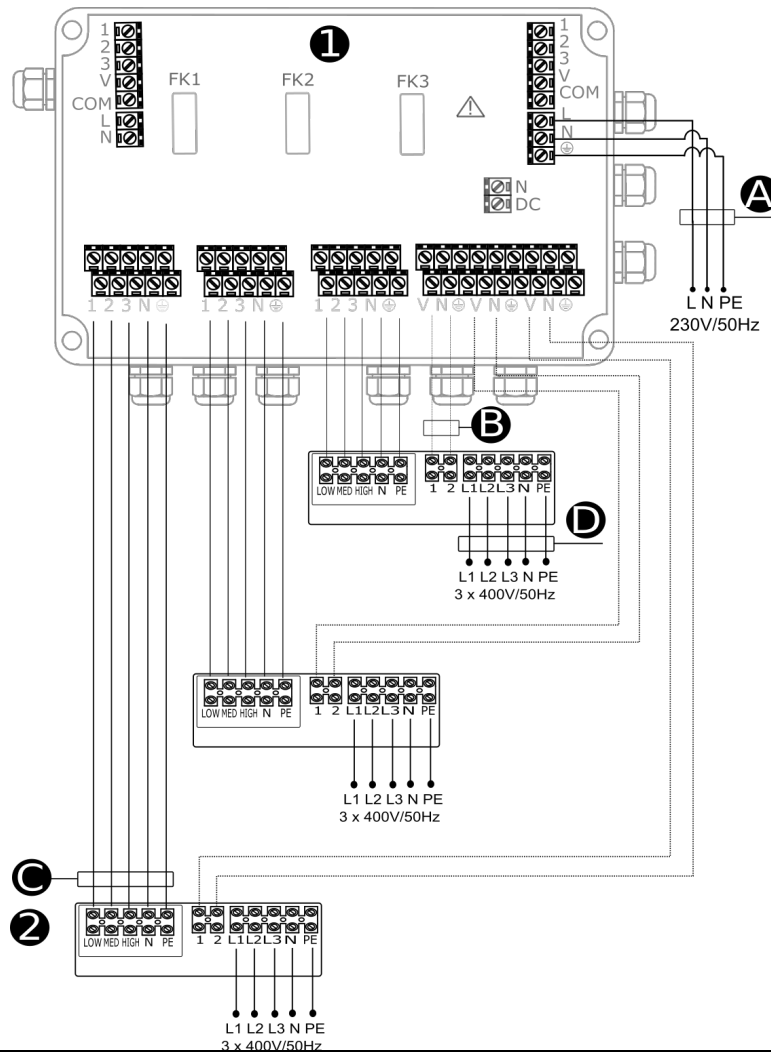 1 1 1
2 2
3 FK1 FK2 FK3 3
V V
COM COM
L L
N N
⏚
A
N
DC
L N PE
230V/50Hz
1 2 3 N ⏚ 1 2 3 N ⏚ 1 2 3 N ⏚ V N ⏚ V N ⏚ V N ⏚
B
LOW MED HIGH N PE 1 2 L1 L2 L3 N PE
D
L1 L2 L3 N PE
3 x 400V/50Hz
LOW MED HIGH N PE 1 2 L1 L2 L3 N PE
L1 L2 L3 N PE
3 x 400V/50Hz
C
2
LOW MED HIGH N PE 1 2 L1 L2 L3 N PE
L1 L2 L3 N PE
3 x 400V/50Hz